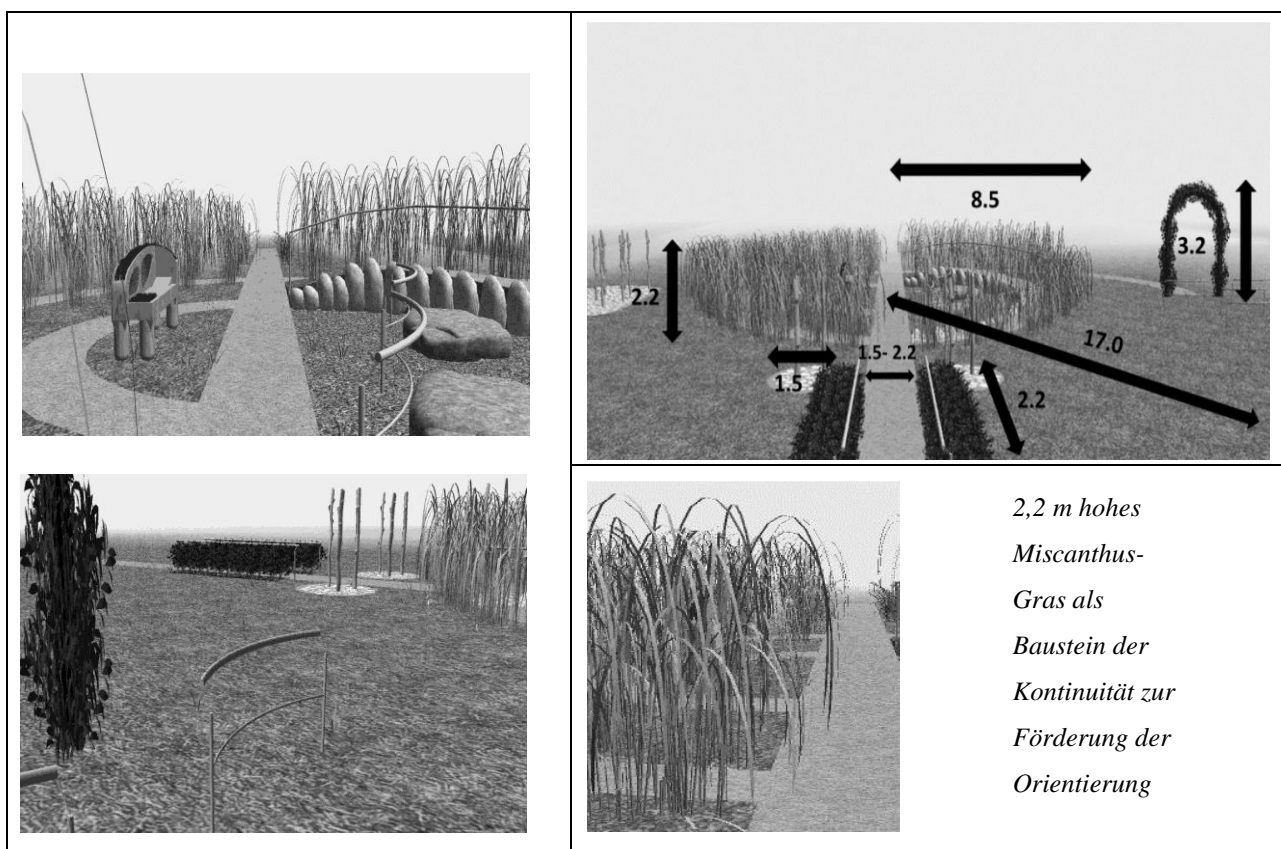 8.5
3.2
2.2
17.0
1.5- 2.2
1.5
2.2
2,2 m hohes
Miscanthus-
Gras als
Baustein der
Kontinuität zur
Förderung der
Orientierung